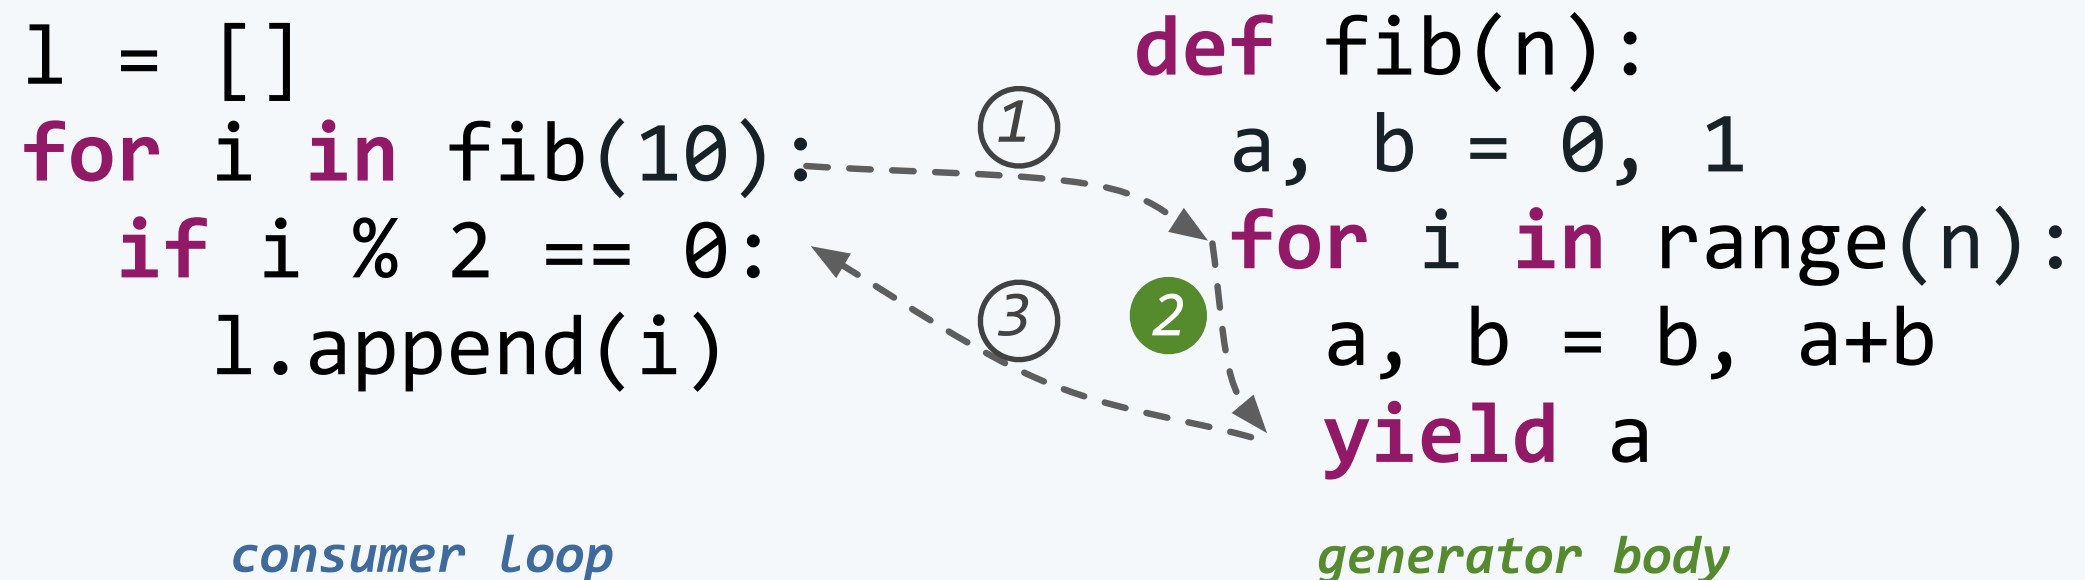 l = []
for i in fib(10):
  if i % 2 == 0:
    l.append(i)
consumer loop
1
3
2
def fib(n):
  a, b = 0, 1
  for i in range(n):
    a, b = b, a+b
    yield a
generator body